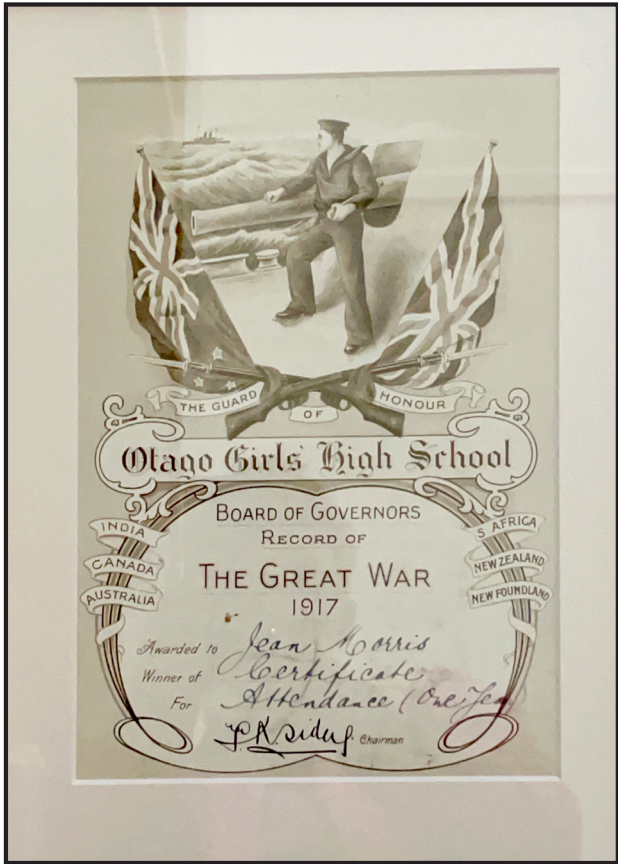 THE GUARD OF HONOUR
Otago Girls' High School
BOARD OF GOVERNORS
RECORD OF
THE GREAT WAR
1917
INDIA
CANADA
AUSTRALIA
S AFRICA
NEW ZEALAND
NEW FOUNDLAND
Awarded to Jean Morris
Winner of Certificate
For Attendance (One Year
Chairman